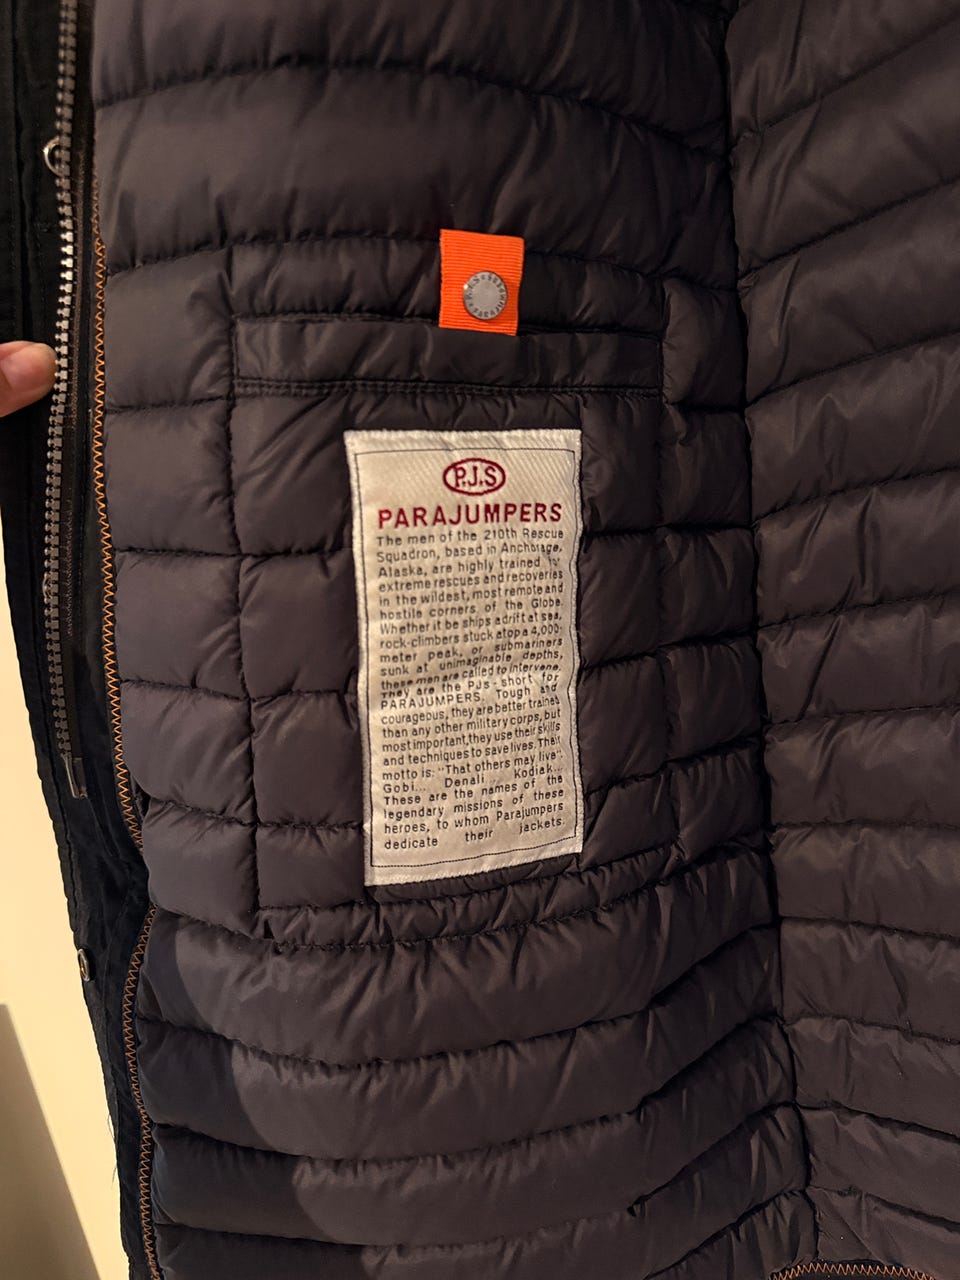 P.J.S
P.J.S
PARAJUMPERS
The men of the 210th Rescue
Squadron, based in Anchorage,
Alaska, are highly trained for
extreme rescues and recoveries
in the wildest, most remote and
hostile corners of the Globe.
Whether it be ships adrift at sea,
rock-climbers stuck atop a 4,000-
meter peak, or submariners
sunk at unimaginable depths,
these men are called to intervene.
They are the PJs - short for
PARAJUMPERS. Tough and
courageous, they are better trained
than any other military corps, but
most important, they use their skills
and techniques to save lives. Their
motto is: "That others may live".
Gobi... Denali... Kodiak...
These are the names of the
legendary missions of these
heroes, to whom Parajumpers
dedicate their jackets.